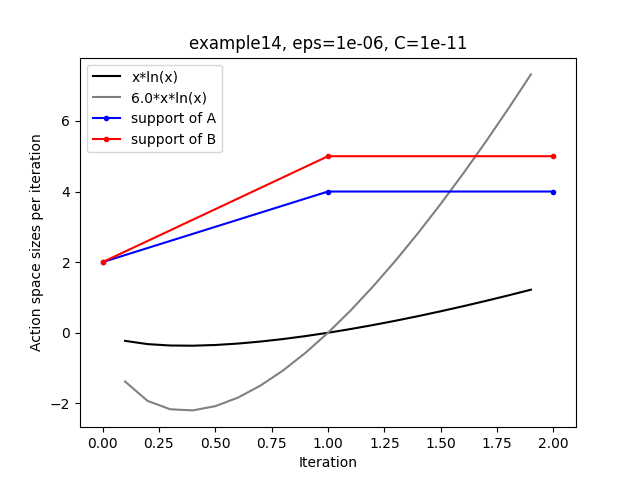 example14, eps=1e-06, C=1e-11
x*ln(x)
6.0*x*ln(x)
support of A
support of B
Action space sizes per iteration
6
4
2
0
−2
0.00 0.25 0.50 0.75 1.00 1.25 1.50 1.75 2.00
Iteration